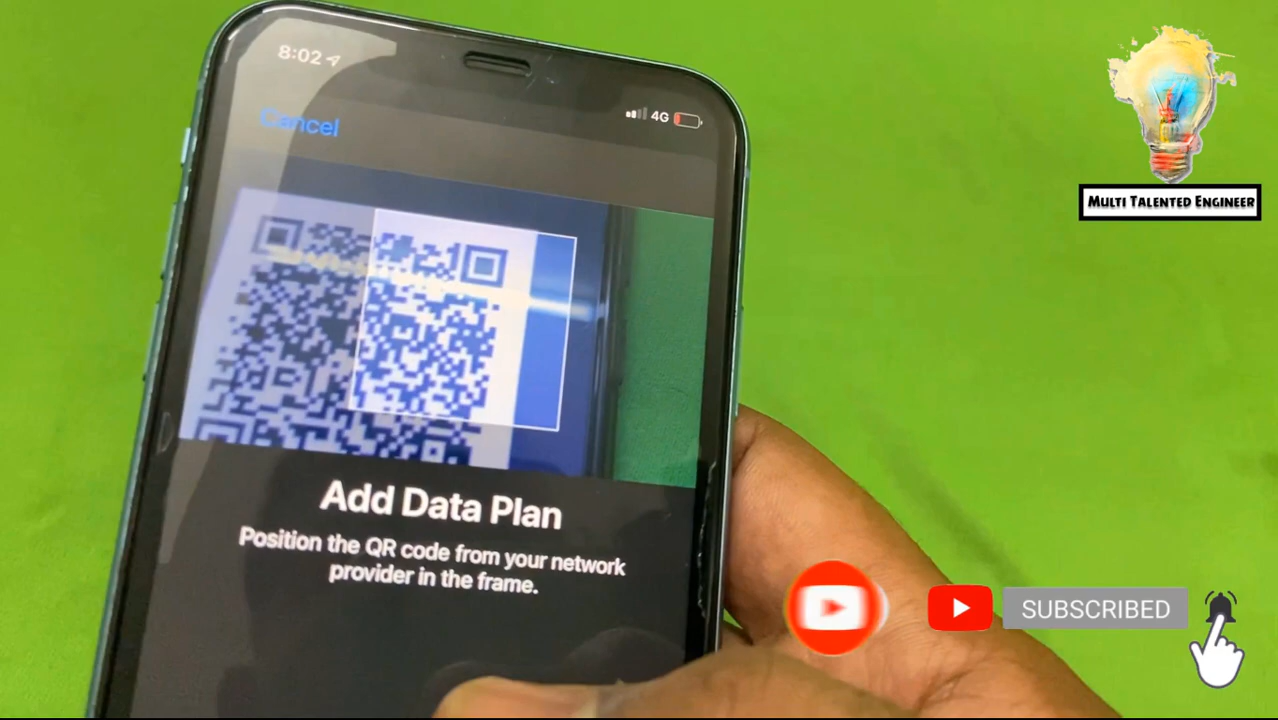 8:02
4G
Cancel
Add Data Plan
Position the QR code from your network
provider in the frame.
MULTI TALENTED ENGINEER
SUBSCRIBED